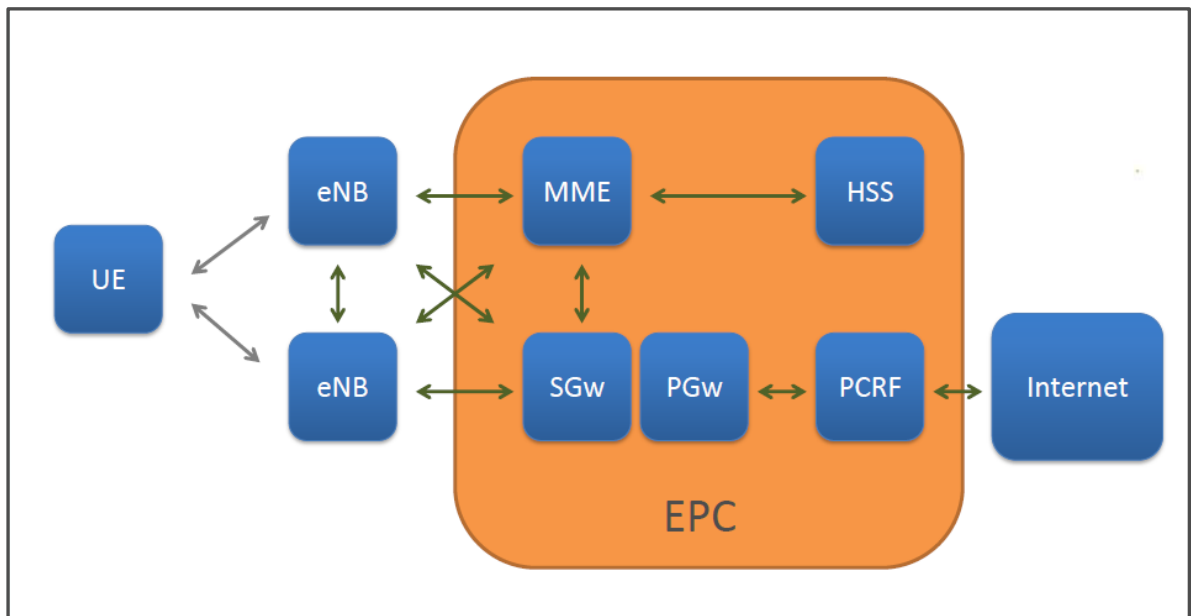 eNB
MME
HSS
UE
eNB
SGw
PGw
PCRF
Internet
EPC